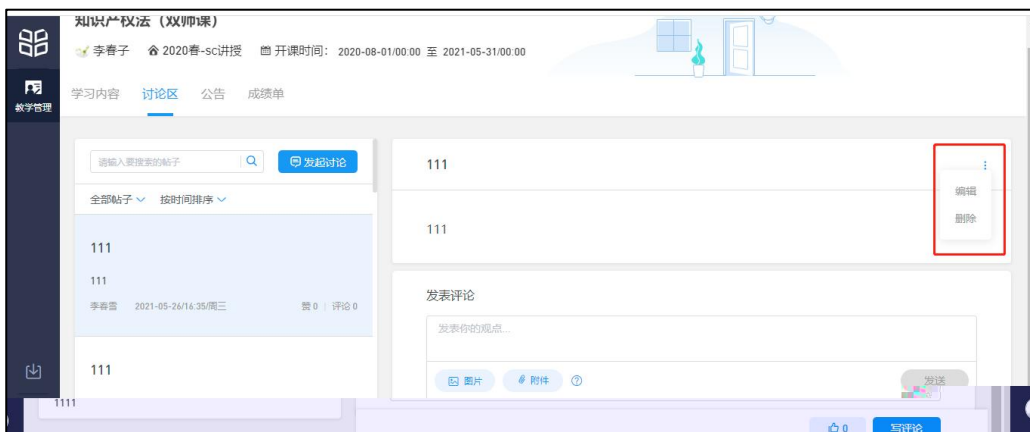 知识产权法（双师课）
李春子 2020春-sc讲授 开课时间： 2020-08-01/00:00 至 2021-05-31/00:00
教学管理
学习内容 讨论区 公告 成绩单
请输入要搜索的帖子 发起讨论
全部帖子 按时间排序
111
111
李春雪 2021-05-26/16:35/周三 赞 0 | 评论 0
111
111
编辑
删除
111
发表评论
发表你的观点...
图片 附件 ? 发送
1111
0 写评论